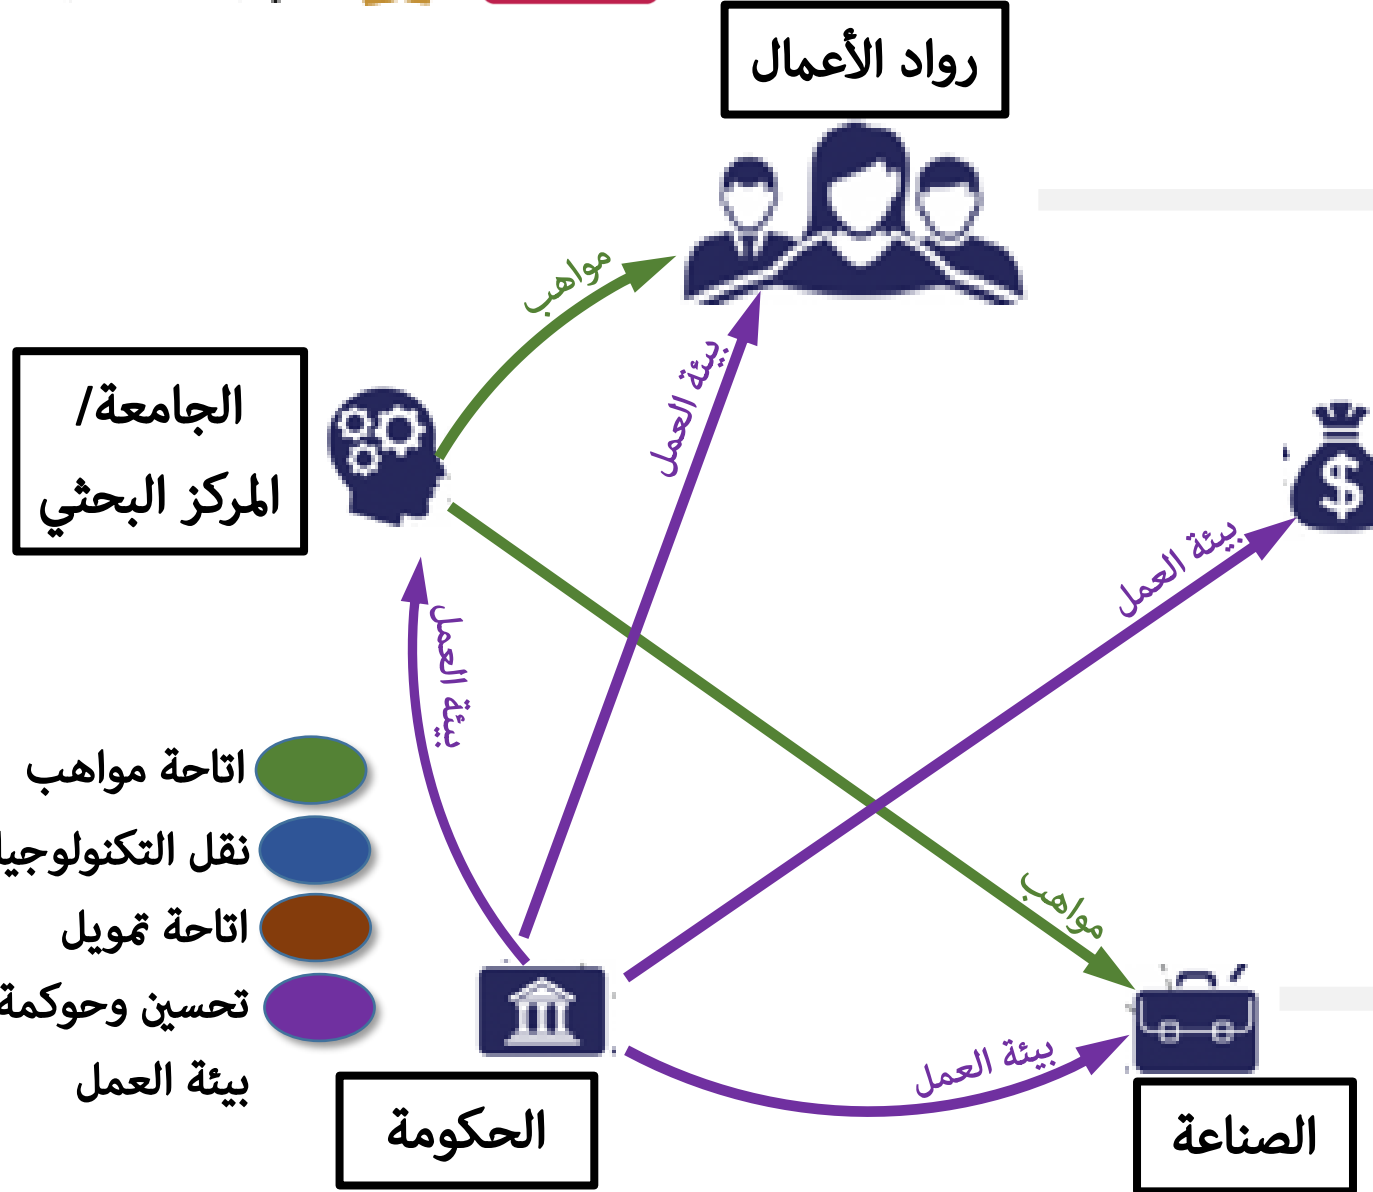 رواد الأعمال
مواهب
بيئة العمل
الجامعة/
المركز البحثي
$
بيئة العمل
بيئة العمل
اتاحة مواهب
نقل التكنولوجيا
اتاحة تمويل
تحسين وحوكمة
بيئة العمل
مواهب
بيئة العمل
الحكومة
الصناعة